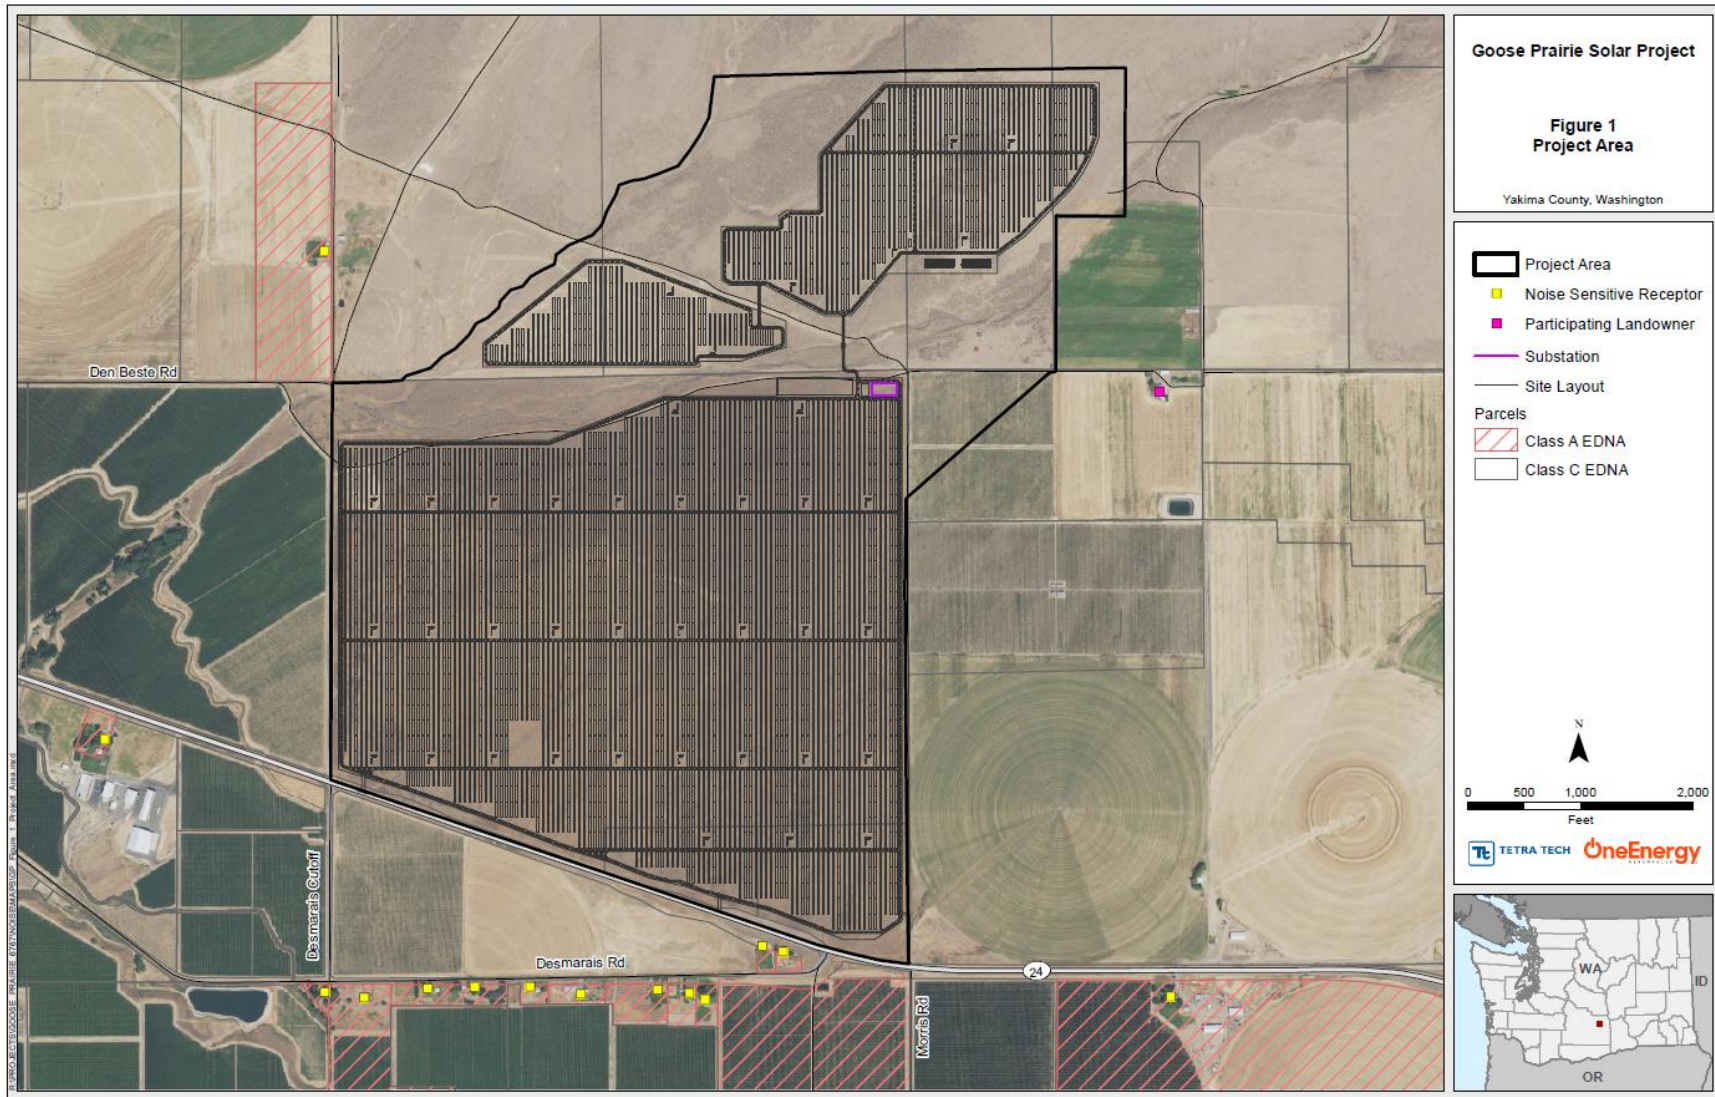 Goose Prairie Solar Project
Figure 1
Project Area
Yakima County, Washington
Project Area
Noise Sensitive Receptor
Participating Landowner
Substation
Site Layout
Parcels
Class A EDNA
Class C EDNA
N
0 500 1,000 2,000
Feet
TETRA TECH
OneEnergy
WA
ID
OR
Den Beste Rd
Desmarais Cutoff
Desmarais Rd
24
Morris Rd